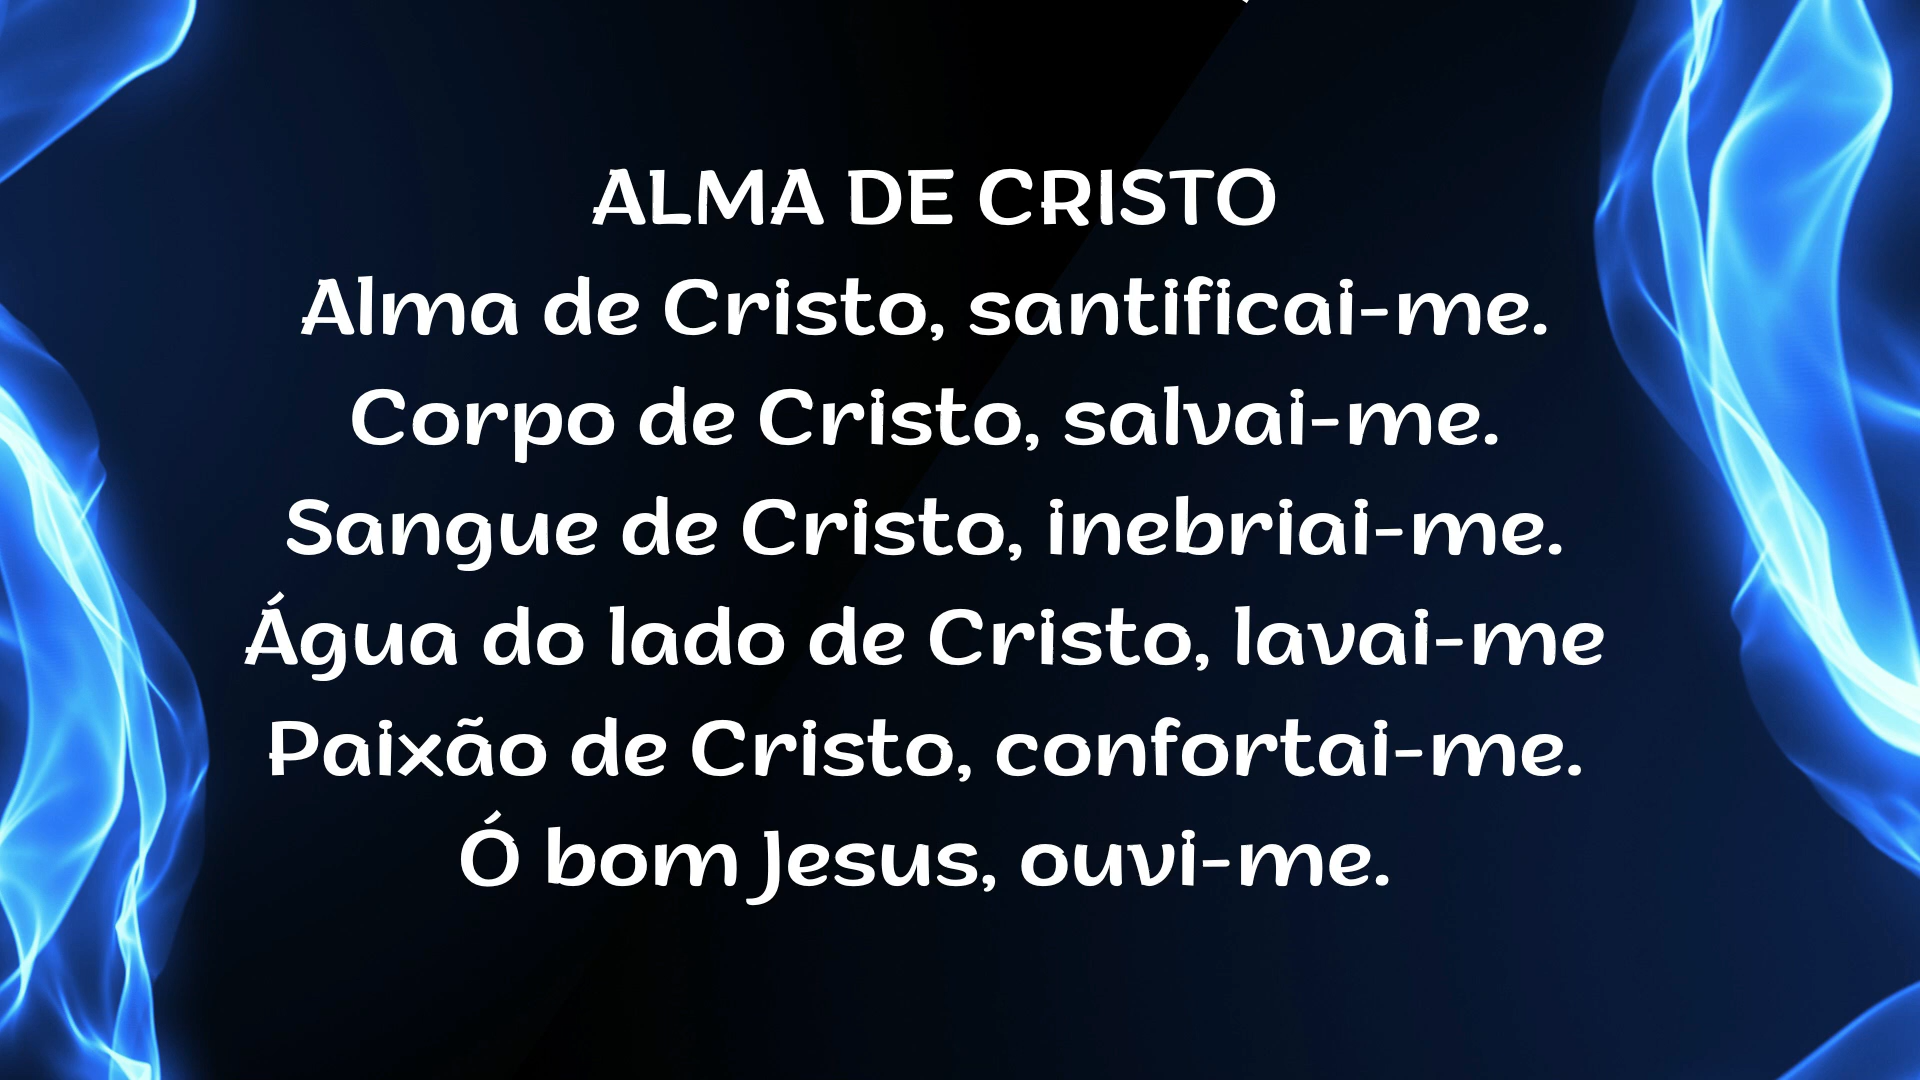 ALMA DE CRISTO
Alma de Cristo, santificai-me.
Corpo de Cristo, salvai-me.
Sangue de Cristo, inebriai-me.
Água do lado de Cristo, lavai-me
Paixão de Cristo, confortai-me.
Ó bom Jesus, ouvi-me.